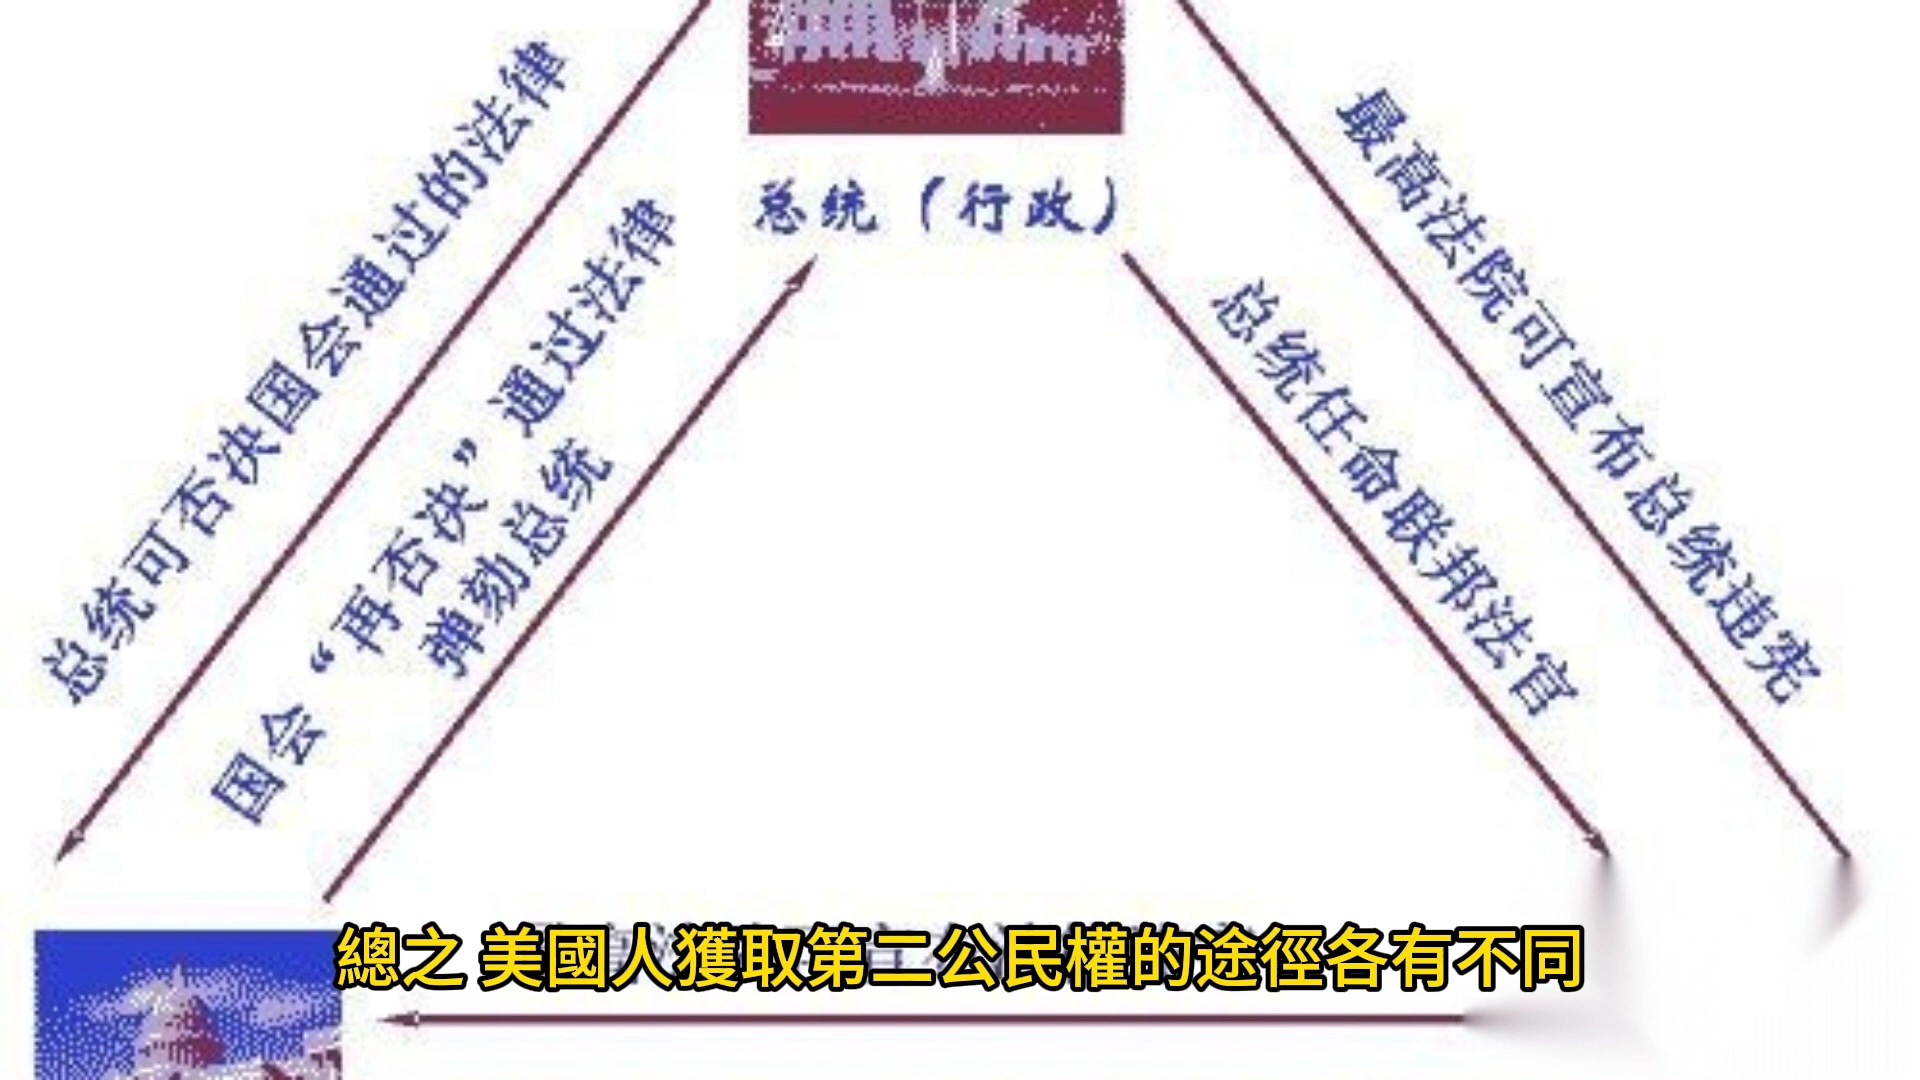 总统可否决国会通过的法律
总统（行政）
最高法院可宣布总统违宪
国会“再否决”通过法律
弹劾总统
总统任命联邦法官
總之 美國人獲取第二公民權的途徑各有不同